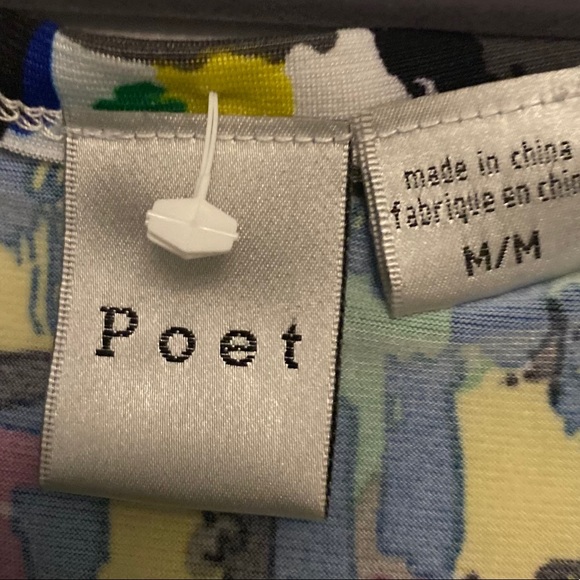 Poet
made in china
fabrique en chin
M/M